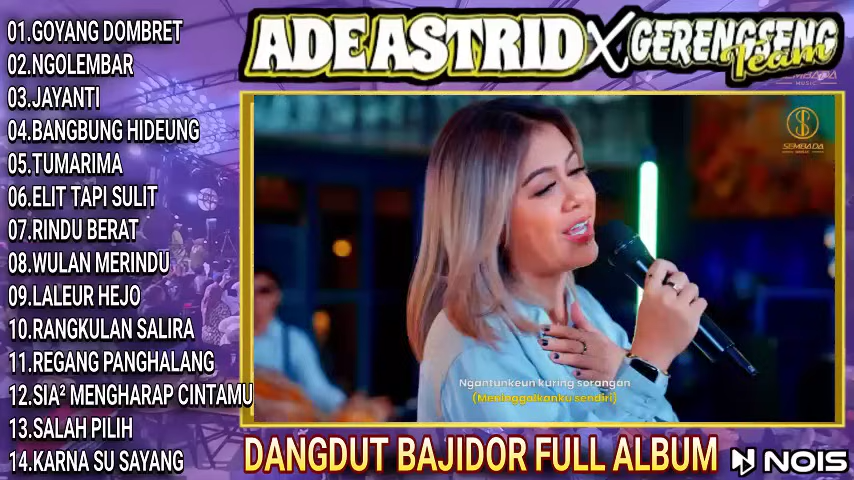 ADE ASTRID X GERENGSENG
Team
01.GOYANG DOMBRET
02.NGOLEMBAR
03.JAYANTI
04.BANGBUNG HIDEUNG
05.TUMARIMA
06.ELIT TAPI SULIT
07.RINDU BERAT
08.WULAN MERINDU
09.LALEUR HEJO
10.RANGKULAN SALIRA
11.REGANG PANGHALANG
12.SIA² MENGHARAP CINTAMU
13.SALAH PILIH
14.KARNA SU SAYANG
SEMBADA
MUSIC
SEMBADA
MUSIC
Ngantunkeun kuring sorangan
(Meninggalkanku sendiri)
DANGDUT BAJIDOR FULL ALBUM
NOIS